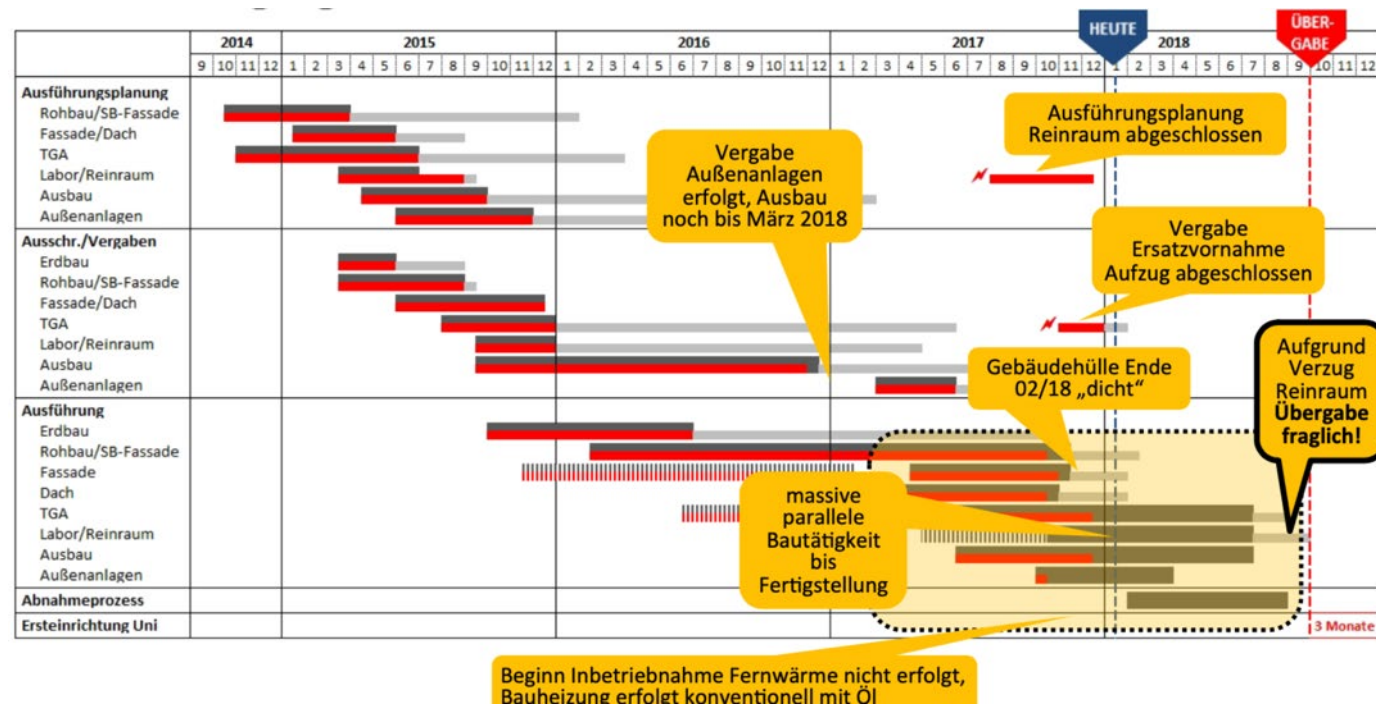 HEUTE
ÜBER-
GABE
2014 2015 2016 2017 2018
9 10 11 12 1 2 3 4 5 6 7 8 9 10 11 12 1 2 3 4 5 6 7 8 9 10 11 12 1 2 3 4 5 6 7 8 9 10 11 12 1 2 3 4 5 6 7 8 9 10 11 12
Ausführungsplanung
Rohbau/SB-Fassade
Fassade/Dach
TGA
Labor/Reinraum
Ausbau
Außenanlagen
Ausschr./Vergaben
Erdbau
Rohbau/SB-Fassade
Fassade/Dach
TGA
Labor/Reinraum
Ausbau
Außenanlagen
Ausführung
Erdbau
Rohbau/SB-Fassade
Fassade
Dach
TGA
Labor/Reinraum
Ausbau
Außenanlagen
Abnahmeprozess
Ersteinrichtung Uni
3 Monate
Ausführungsplanung
Reinraum abgeschlossen
Vergabe
Außenanlagen
erfolgt, Ausbau
noch bis März 2018
Vergabe
Ersatzvornahme
Aufzug abgeschlossen
Gebäudehülle Ende
02/18 „dicht“
Aufgrund
Verzug
Reinraum
Übergabe
fraglich!
massive
parallele
Bautätigkeit
bis
Fertigstellung
Beginn Inbetriebnahme Fernwärme nicht erfolgt,
Bauheizung erfolgt konventionell mit Öl